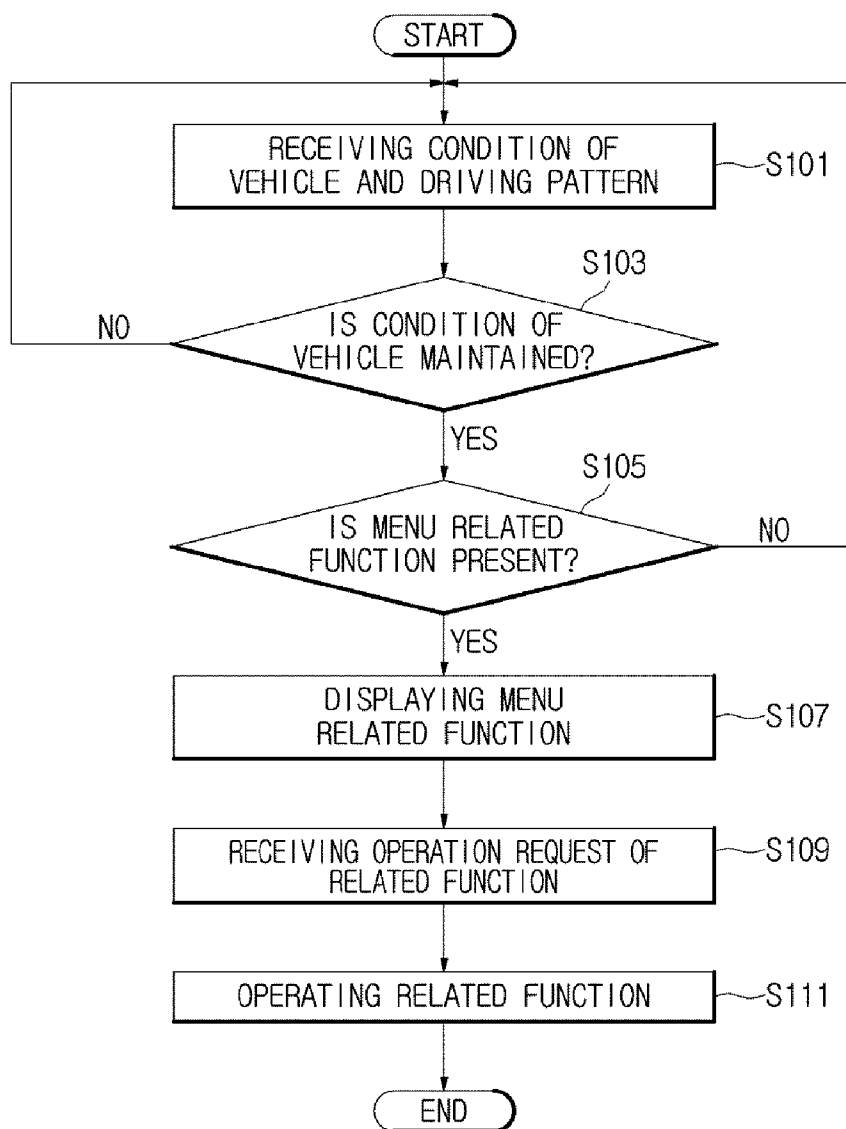 START
RECEIVING CONDITION OF
VEHICLE AND DRIVING PATTERN
S101
S103
NO
IS CONDITION OF
VEHICLE MAINTAINED?
YES
S105
IS MENU RELATED
FUNCTION PRESENT?
NO
YES
DISPLAYING MENU
RELATED FUNCTION
S107
RECEIVING OPERATION REQUEST OF
RELATED FUNCTION
S109
OPERATING RELATED FUNCTION
S111
END